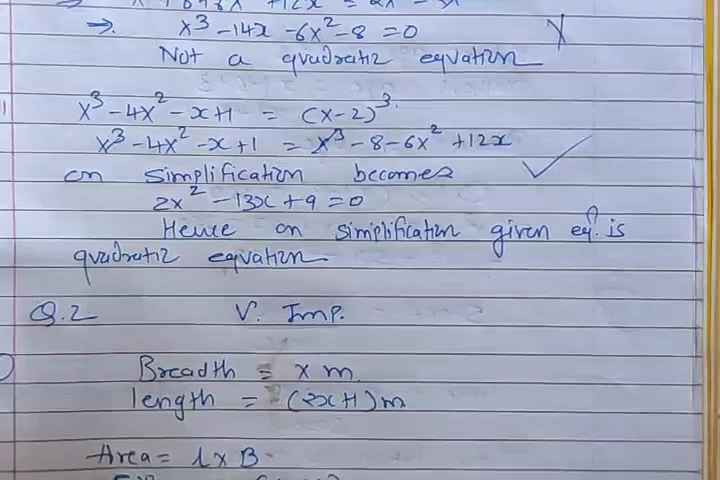 →. x³ - 14x - 6x² - 8 = 0
Not a quadratic equation
x³ - 4x² - x + 1 = (x - 2)³.
x³ - 4x² - x + 1 = x³ - 8 - 6x² + 12x
on simplification becomes
2x² - 13x + 9 = 0
Hence on simplification given eqⁿ. is
quadratic equation.
Q.2 V. Imp.
Breadth = x m.
length = (2x+1)m
Area = l x B